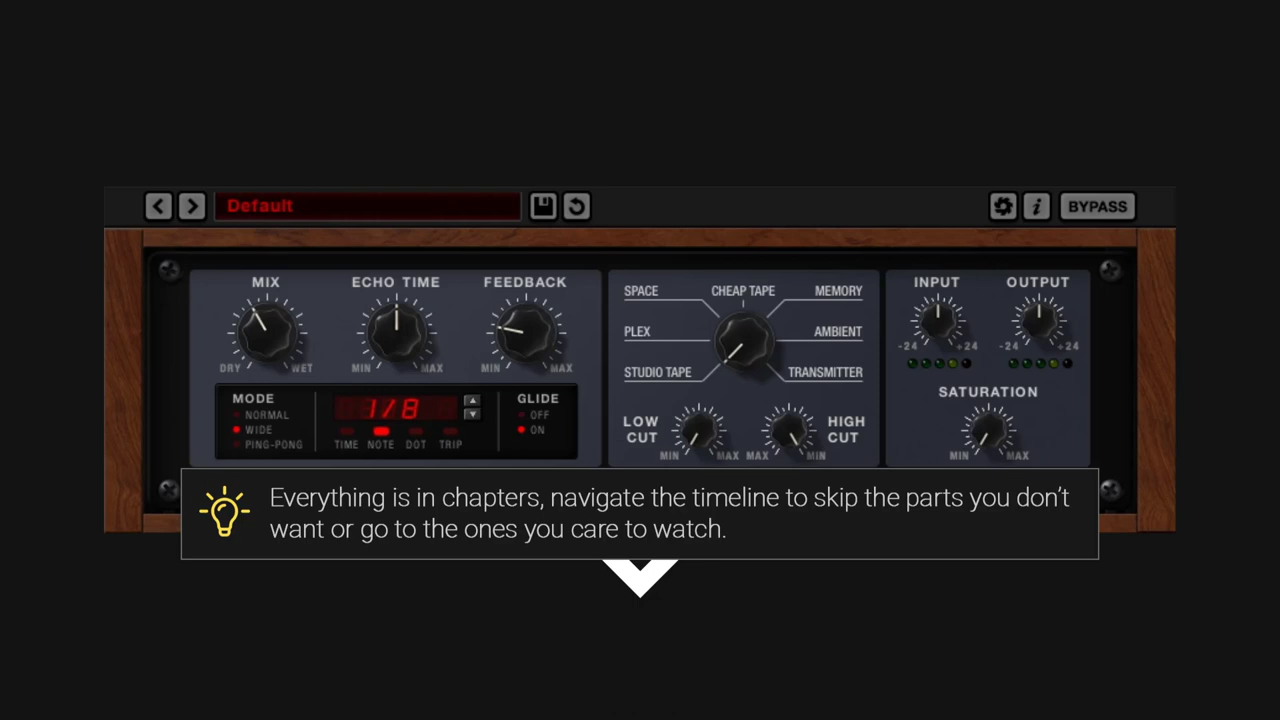 Default
i
BYPASS
MIX
ECHO TIME
FEEDBACK
DRY
WET
MIN
MAX
MIN
MAX
MODE
NORMAL
WIDE
PING-PONG
1/8
TIME
NOTE
DOT
TRIP
GLIDE
OFF
ON
SPACE
CHEAP TAPE
MEMORY
PLEX
AMBIENT
STUDIO TAPE
TRANSMITTER
LOW
CUT
MIN
MAX
HIGH
CUT
MAX
MIN
INPUT
OUTPUT
-24
+24
-24
+24
SATURATION
MIN
MAX
Everything is in chapters, navigate the timeline to skip the parts you don’t
want or go to the ones you care to watch.